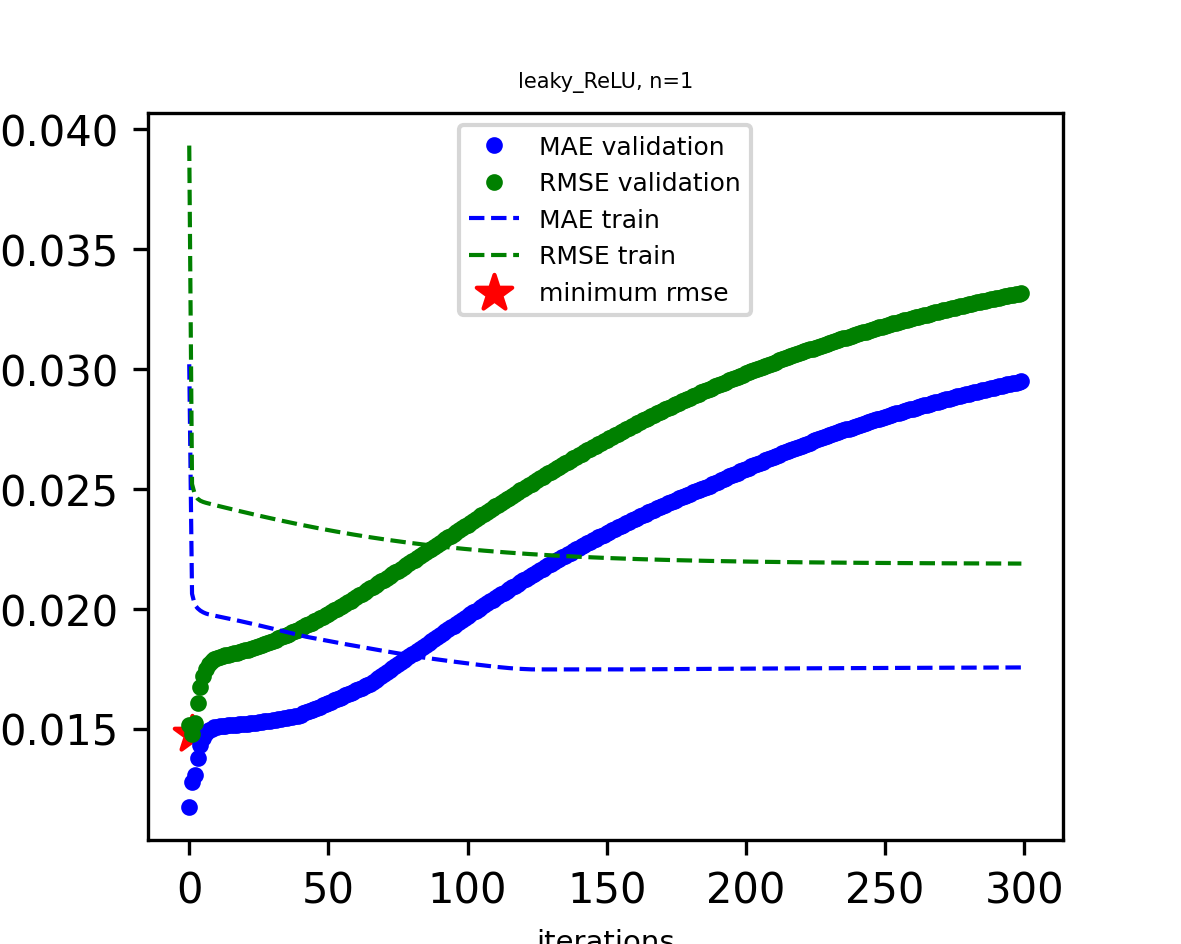 leaky_ReLU, n=1
0.040
0.035
0.030
0.025
0.020
0.015
MAE validation
RMSE validation
MAE train
RMSE train
minimum rmse
0 50 100 150 200 250 300
iterations